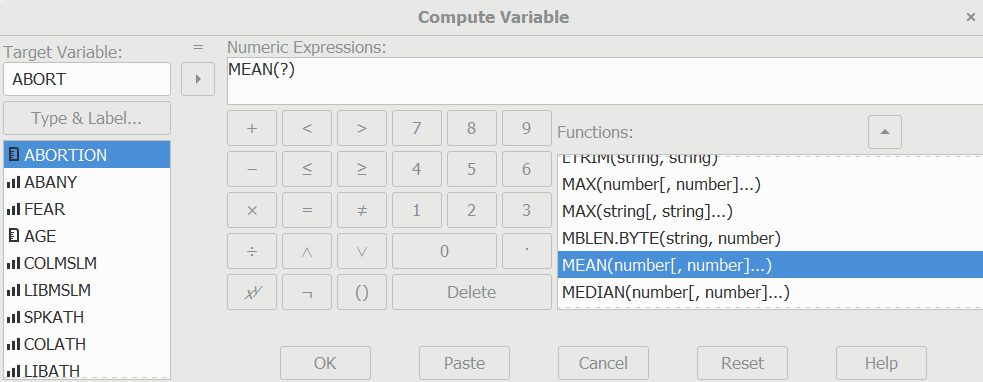 Compute Variable ×
Target Variable:
=
Numeric Expressions:
ABORT
MEAN(?)
Type & Label...
ABORTION
ABANY
FEAR
AGE
COLMSLM
LIBMSLM
SPKATH
COLATH
LIBATH
+ < > 7 8 9
− ≤ ≥ 4 5 6
× = ≠ 1 2 3
÷ ∧ ∨ 0 .
xʸ ¬ () Delete
Functions:
LTRIM(string, string)
MAX(number[, number]...)
MAX(string[, string]...)
MBLEN.BYTE(string, number)
MEAN(number[, number]...)
MEDIAN(number[, number]...)
OK Paste Cancel Reset Help